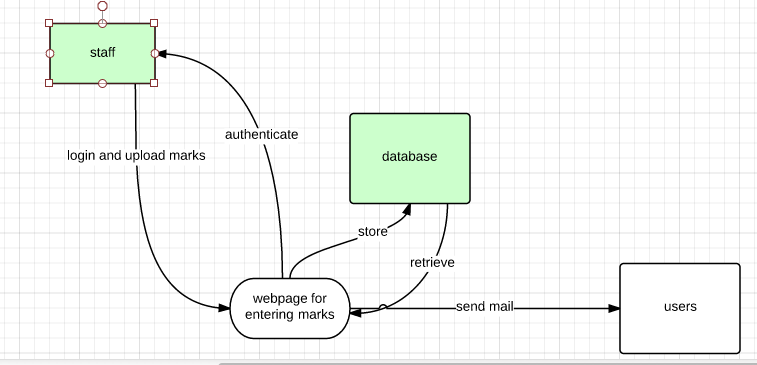 staff
authenticate
database
login and upload marks
store
retrieve
webpage for
entering marks
send mail
users